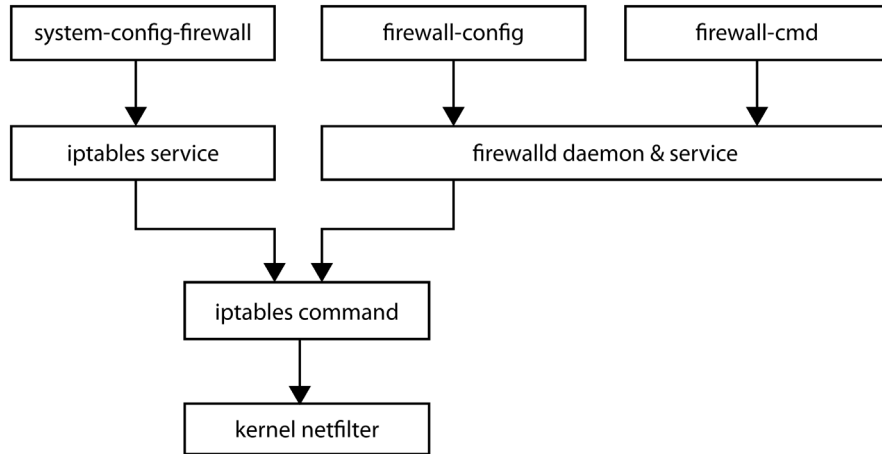 system-config-firewall
firewall-config
firewall-cmd
iptables service
firewalld daemon & service
iptables command
kernel netfilter